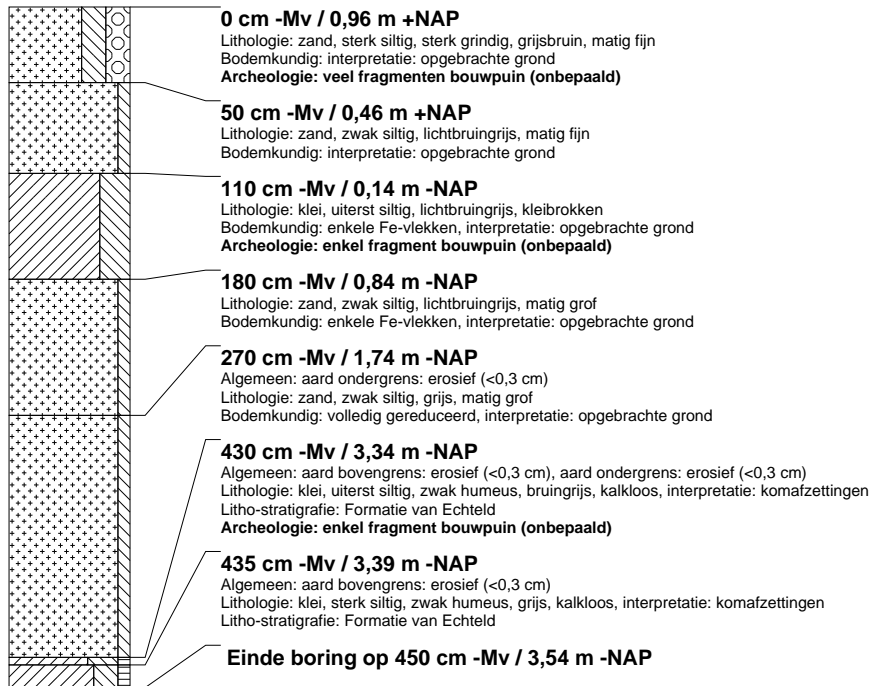 0 cm -Mv / 0,96 m +NAP
Lithologie: zand, sterk siltig, sterk grindig, grijsbruin, matig fijn
Bodemkundig: interpretatie: opgebrachte grond
Archeologie: veel fragmenten bouwpuin (onbepaald)
50 cm -Mv / 0,46 m +NAP
Lithologie: zand, zwak siltig, lichtbruingrijs, matig fijn
Bodemkundig: interpretatie: opgebrachte grond
110 cm -Mv / 0,14 m -NAP
Lithologie: klei, uiterst siltig, lichtbruingrijs, kleibrokken
Bodemkundig: enkele Fe-vlekken, interpretatie: opgebrachte grond
Archeologie: enkel fragment bouwpuin (onbepaald)
180 cm -Mv / 0,84 m -NAP
Lithologie: zand, zwak siltig, lichtbruingrijs, matig grof
Bodemkundig: enkele Fe-vlekken, interpretatie: opgebrachte grond
270 cm -Mv / 1,74 m -NAP
Algemeen: aard ondergrens: erosief (<0,3 cm)
Lithologie: zand, zwak siltig, grijs, matig grof
Bodemkundig: volledig gereduceerd, interpretatie: opgebrachte grond
430 cm -Mv / 3,34 m -NAP
Algemeen: aard bovengrens: erosief (<0,3 cm), aard ondergrens: erosief (<0,3 cm)
Lithologie: klei, uiterst siltig, zwak humeus, bruingrijs, kalkloos, interpretatie: komafzettingen
Litho-stratigrafie: Formatie van Echteld
Archeologie: enkel fragment bouwpuin (onbepaald)
435 cm -Mv / 3,39 m -NAP
Algemeen: aard bovengrens: erosief (<0,3 cm)
Lithologie: klei, sterk siltig, zwak humeus, grijs, kalkloos, interpretatie: komafzettingen
Litho-stratigrafie: Formatie van Echteld
Einde boring op 450 cm -Mv / 3,54 m -NAP